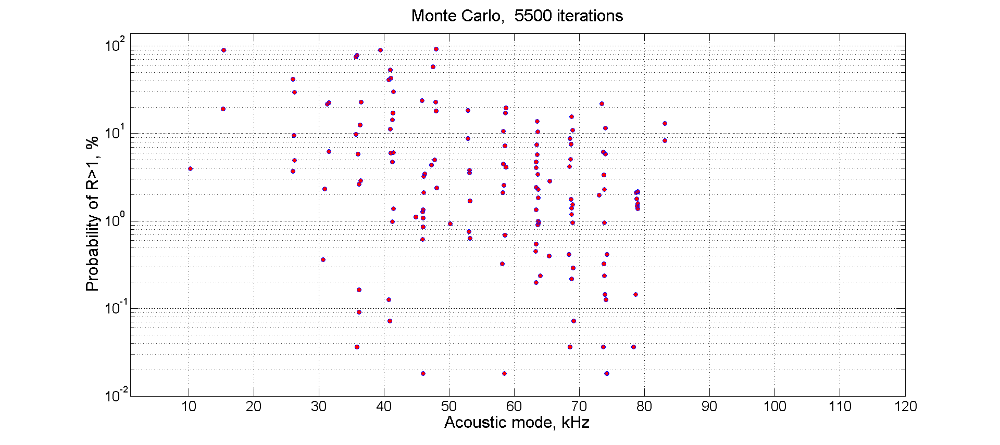 Monte Carlo, 5500 iterations
Probability of R>1, %
10^2
10^1
10^0
10^-1
10^-2
10 20 30 40 50 60 70 80 90 100 110 120
Acoustic mode, kHz